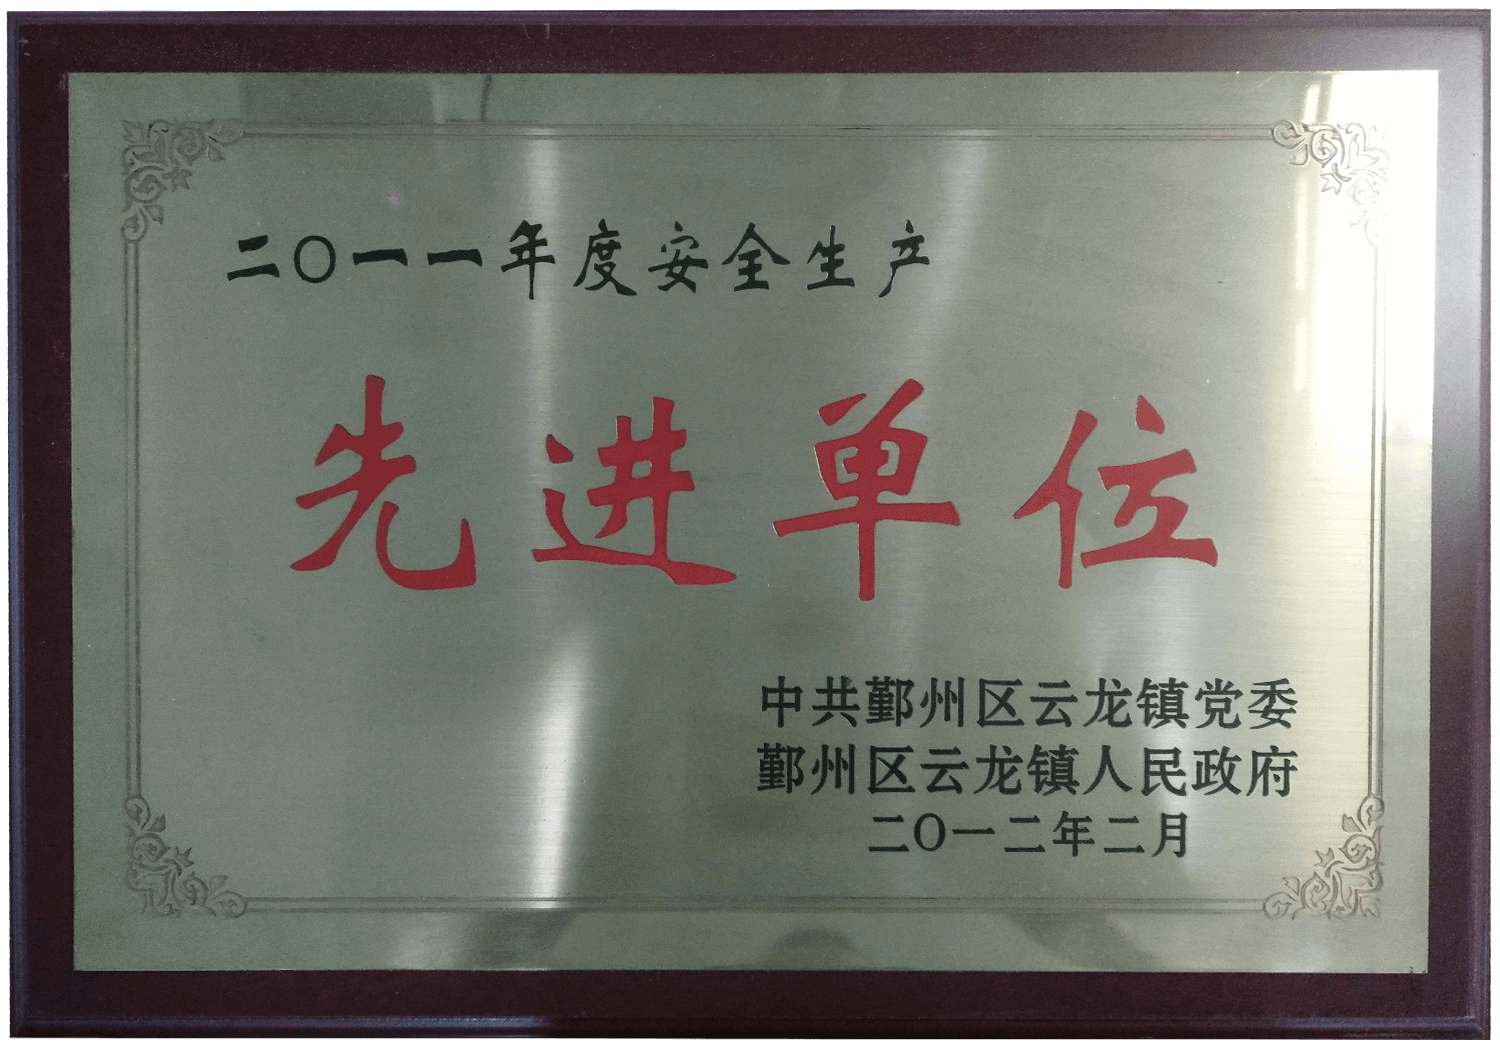 二〇一一年度安全生产
先进单位
中共鄞州区云龙镇党委
鄞州区云龙镇人民政府
二〇一二年二月